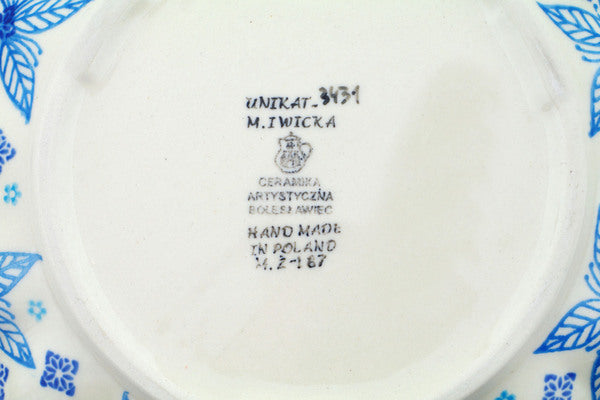 UNIKAT-3431
M.IWICKA
CERAMIKA
ARTYSTYCZNA
BOLESŁAWIEC
HAND MADE
IN POLAND
M.Ż-187